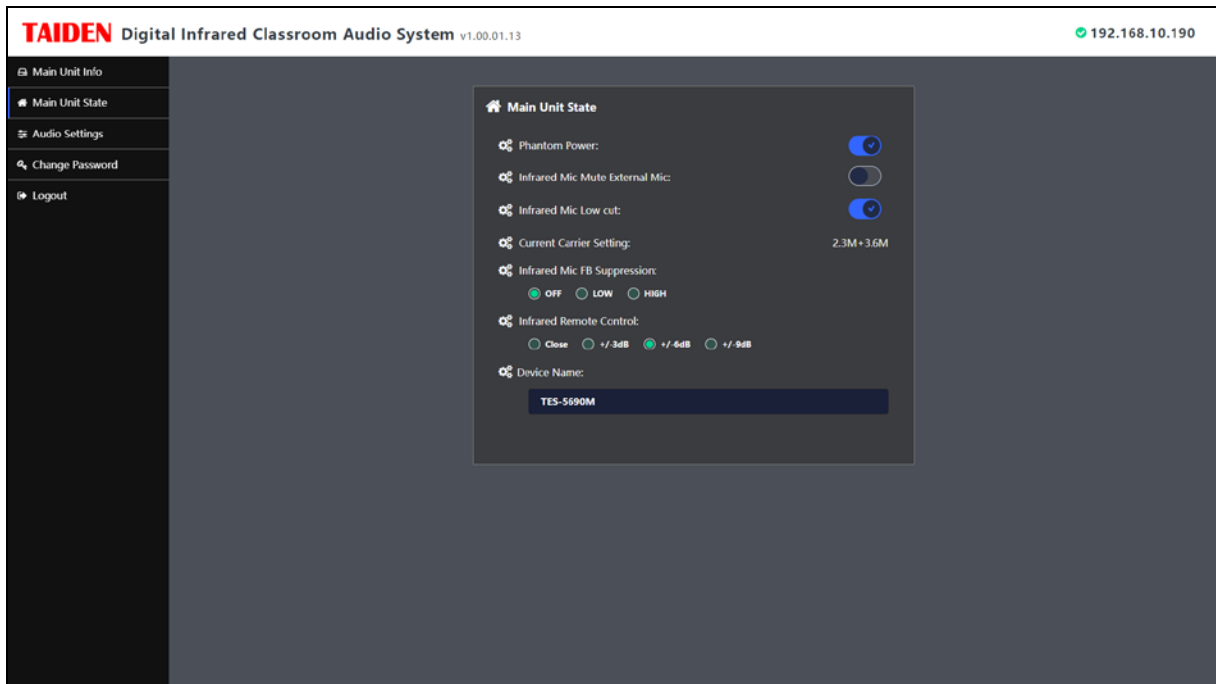 TAIDEN Digital Infrared Classroom Audio System v1.00.01.13
192.168.10.190
Main Unit Info
Main Unit State
Audio Settings
Change Password
Logout
Main Unit State
Phantom Power:
Infrared Mic Mute External Mic:
Infrared Mic Low cut:
Current Carrier Setting: 2.3M+3.6M
Infrared Mic FB Suppression:
OFF LOW HIGH
Infrared Remote Control:
Close +/-3dB +/-6dB +/-9dB
Device Name:
TES-5690M